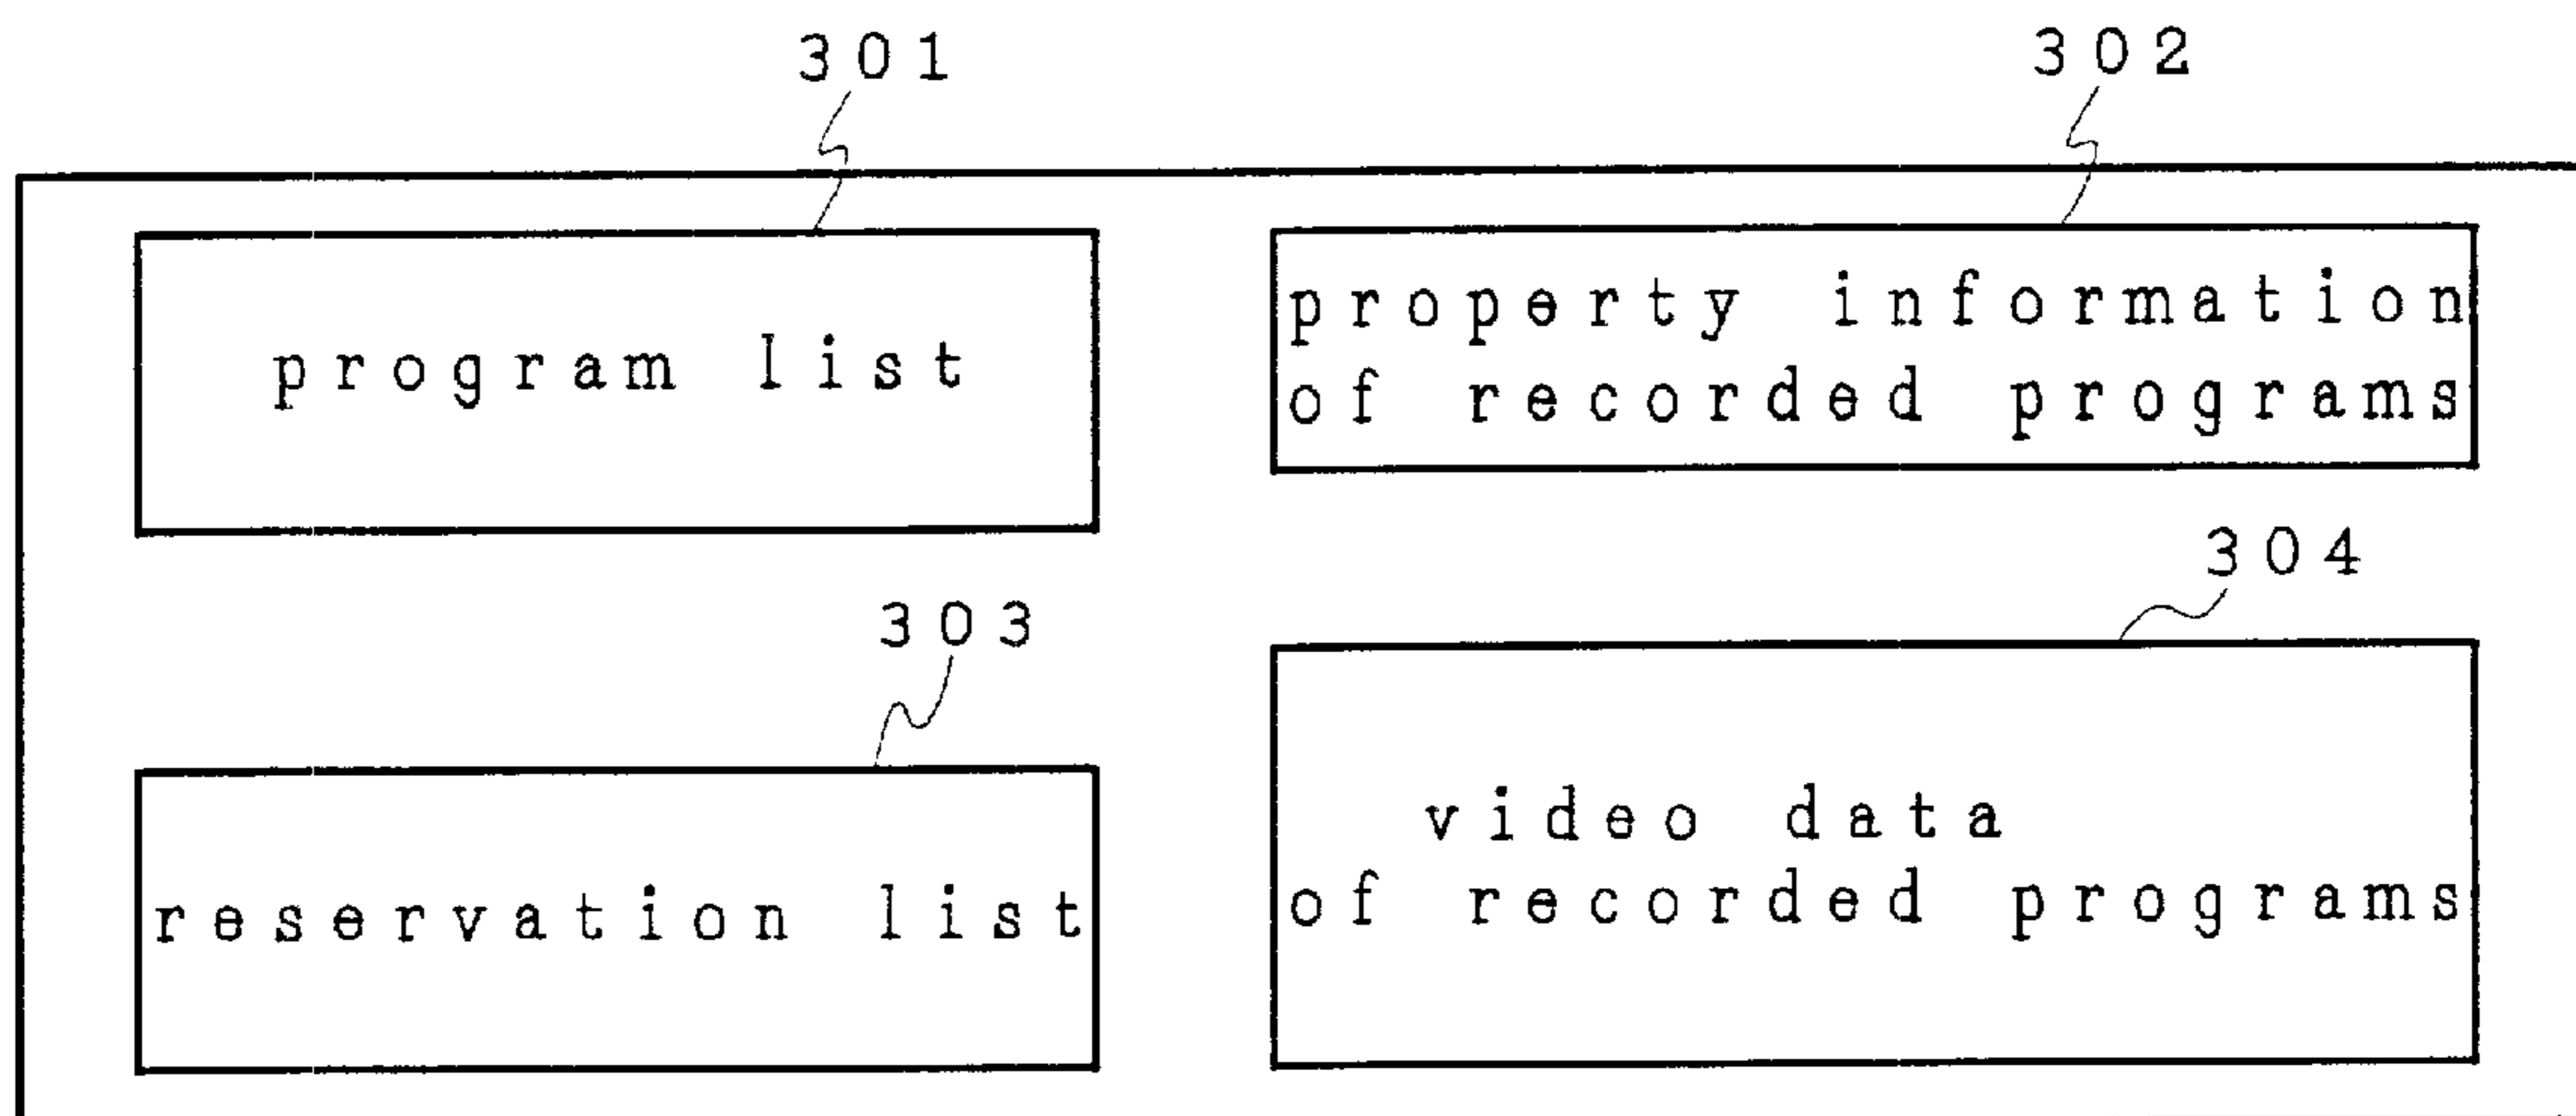 301
302
program list
property information
of recorded programs
303
304
reservation list
video data
of recorded programs